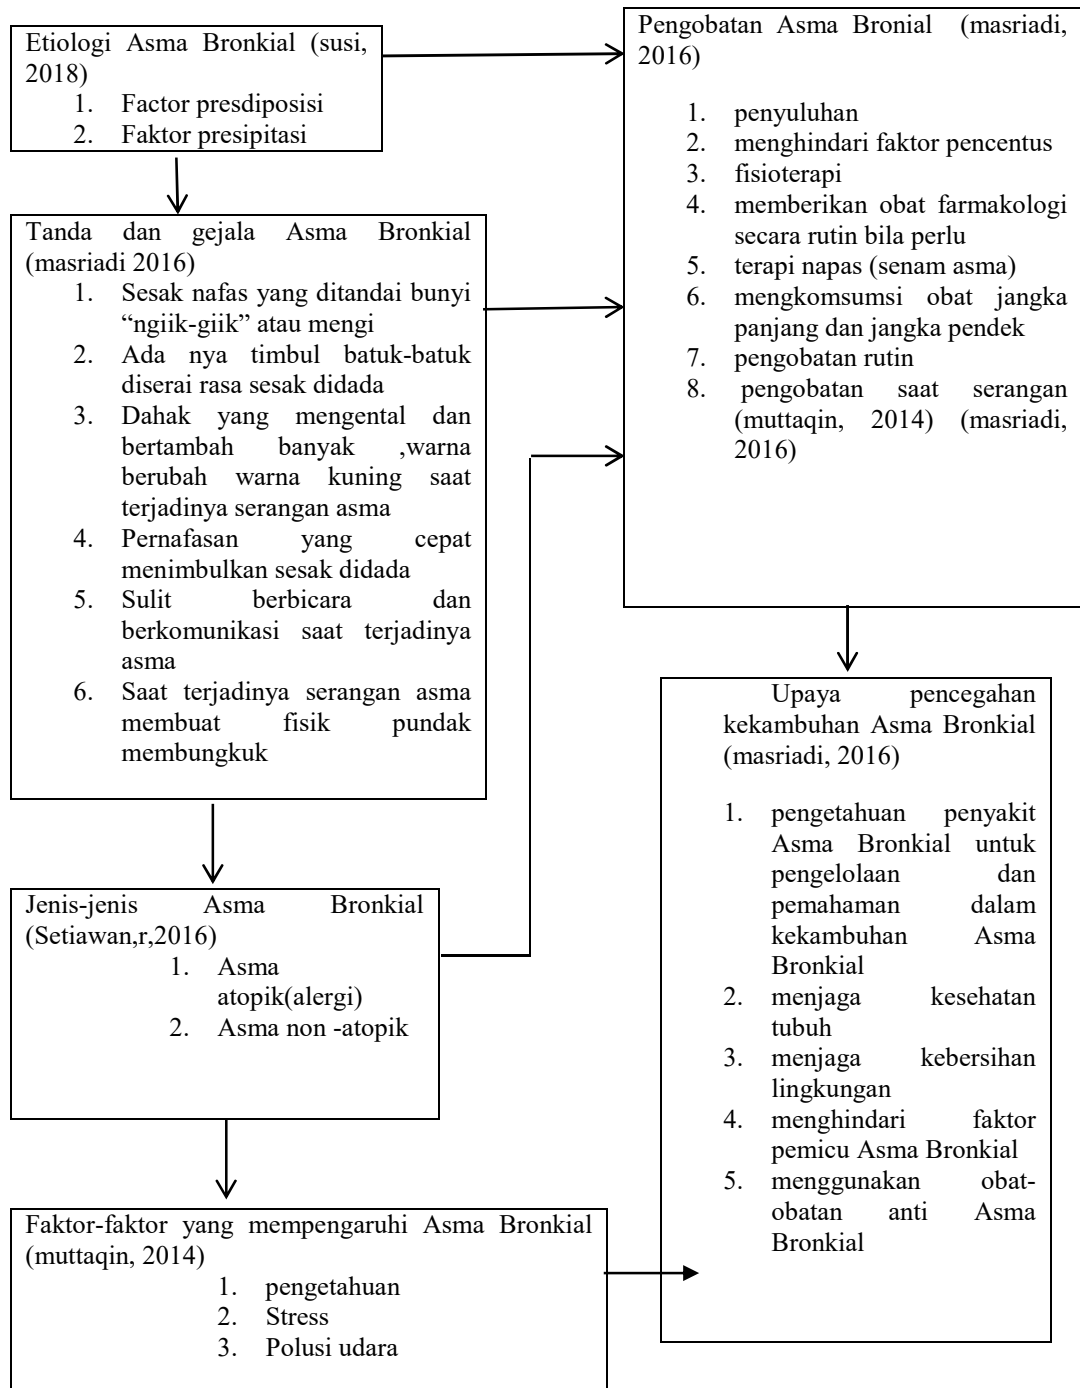 Etiologi Asma Bronkial (susi,
2018)
1. Factor presdiposisi
2. Faktor presipitasi
Tanda dan gejala Asma Bronkial
(masriadi 2016)
1. Sesak nafas yang ditandai bunyi
“ngiik-giik” atau mengi
2. Ada nya timbul batuk-batuk
diserai rasa sesak didada
3. Dahak yang mengental dan
bertambah banyak ,warna
berubah warna kuning saat
terjadinya serangan asma
4. Pernafasan yang cepat
menimbulkan sesak didada
5. Sulit berbicara dan
berkomunikasi saat terjadinya
asma
6. Saat terjadinya serangan asma
membuat fisik pundak
membungkuk
Jenis-jenis Asma Bronkial
(Setiawan,r,2016)
1. Asma
atopik(alergi)
2. Asma non -atopik
Faktor-faktor yang mempengaruhi Asma Bronkial
(muttaqin, 2014)
1. pengetahuan
2. Stress
3. Polusi udara
Pengobatan Asma Bronial (masriadi,
2016)
1. penyuluhan
2. menghindari faktor pencentus
3. fisioterapi
4. memberikan obat farmakologi
secara rutin bila perlu
5. terapi napas (senam asma)
6. mengkomsumsi obat jangka
panjang dan jangka pendek
7. pengobatan rutin
8. pengobatan saat serangan
(muttaqin, 2014) (masriadi,
2016)
Upaya pencegahan
kekambuhan Asma Bronkial
(masriadi, 2016)
1. pengetahuan penyakit
Asma Bronkial untuk
pengelolaan dan
pemahaman dalam
kekambuhan Asma
Bronkial
2. menjaga kesehatan
tubuh
3. menjaga kebersihan
lingkungan
4. menghindari faktor
pemicu Asma Bronkial
5. menggunakan obat-
obatan anti Asma
Bronkial